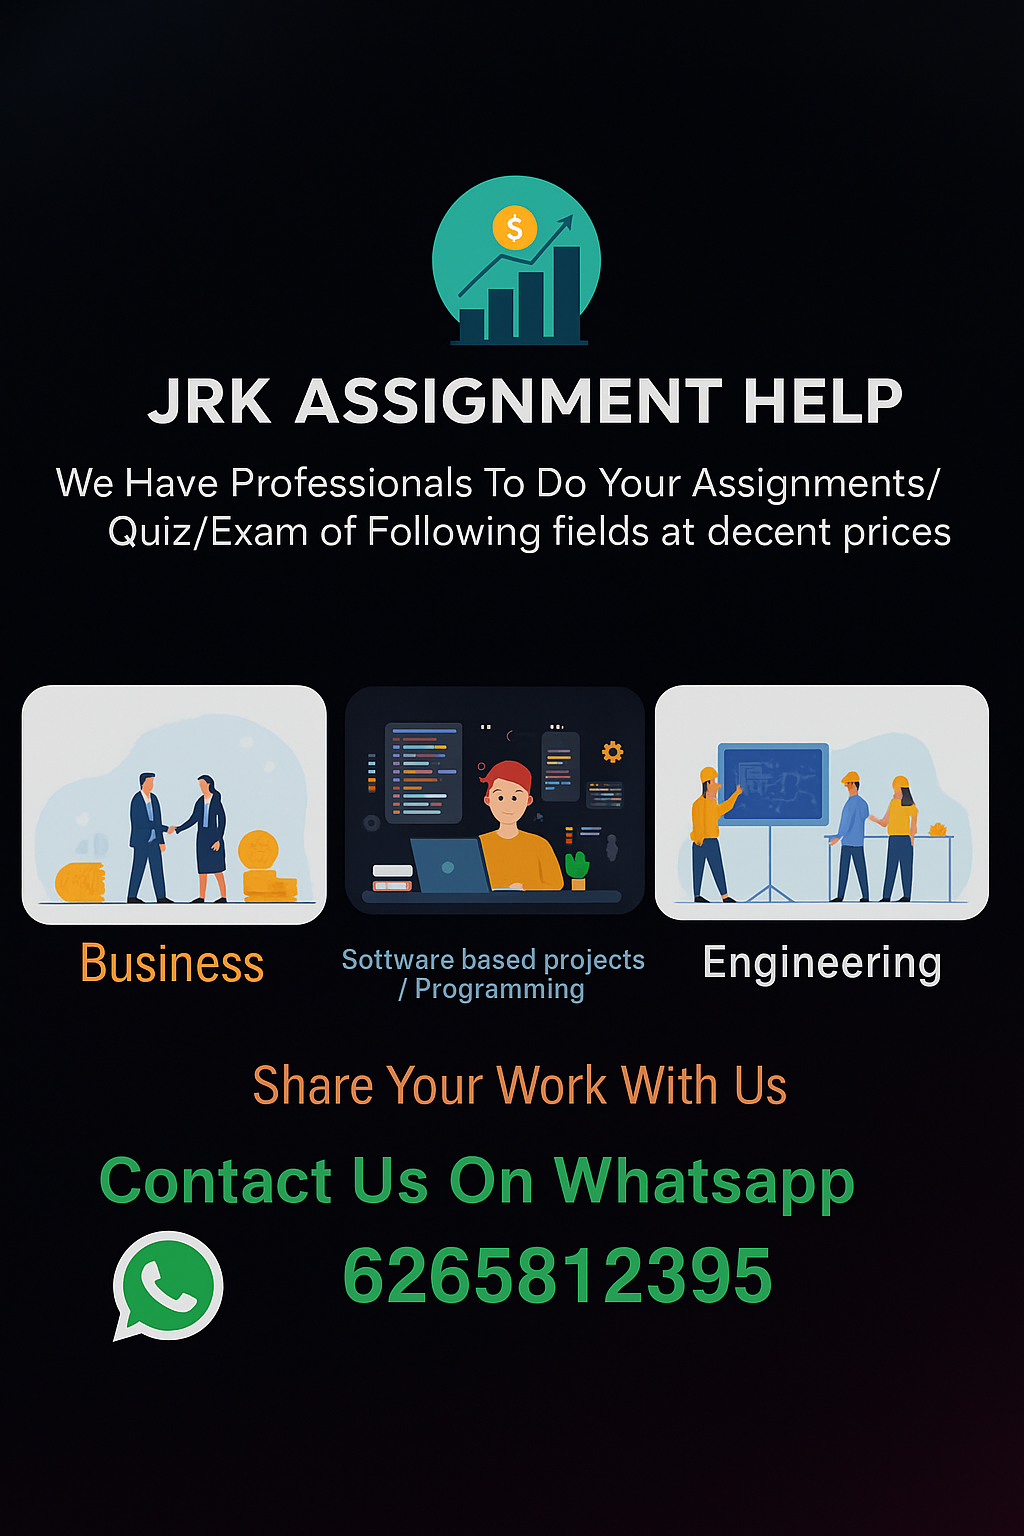 $
JRK ASSIGNMENT HELP
We Have Professionals To Do Your Assignments/
Quiz/Exam of Following fields at decent prices
Business
Sottware based projects
/ Programming
Engineering
Share Your Work With Us
Contact Us On Whatsapp
6265812395